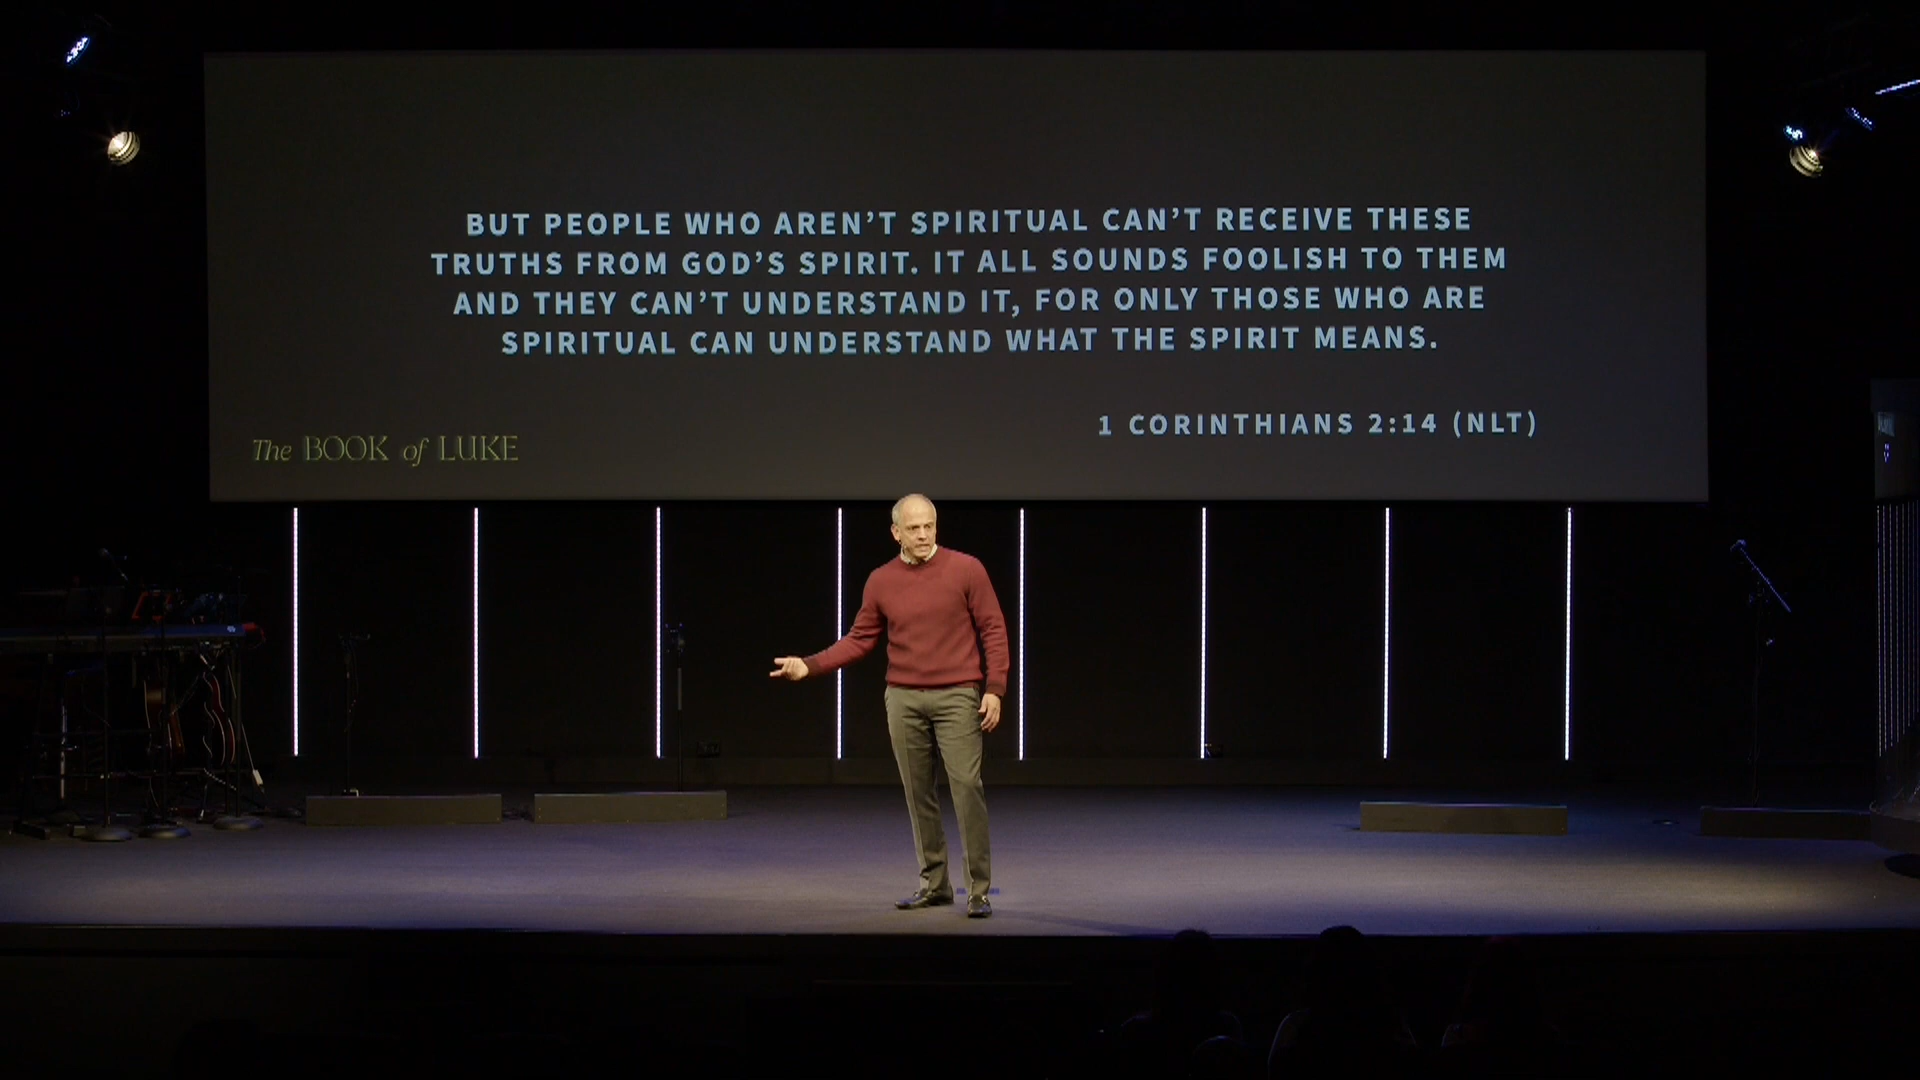 BUT PEOPLE WHO AREN'T SPIRITUAL CAN'T RECEIVE THESE
TRUTHS FROM GOD'S SPIRIT. IT ALL SOUNDS FOOLISH TO THEM
AND THEY CAN'T UNDERSTAND IT, FOR ONLY THOSE WHO ARE
SPIRITUAL CAN UNDERSTAND WHAT THE SPIRIT MEANS.
1 CORINTHIANS 2:14 (NLT)
The BOOK of LUKE